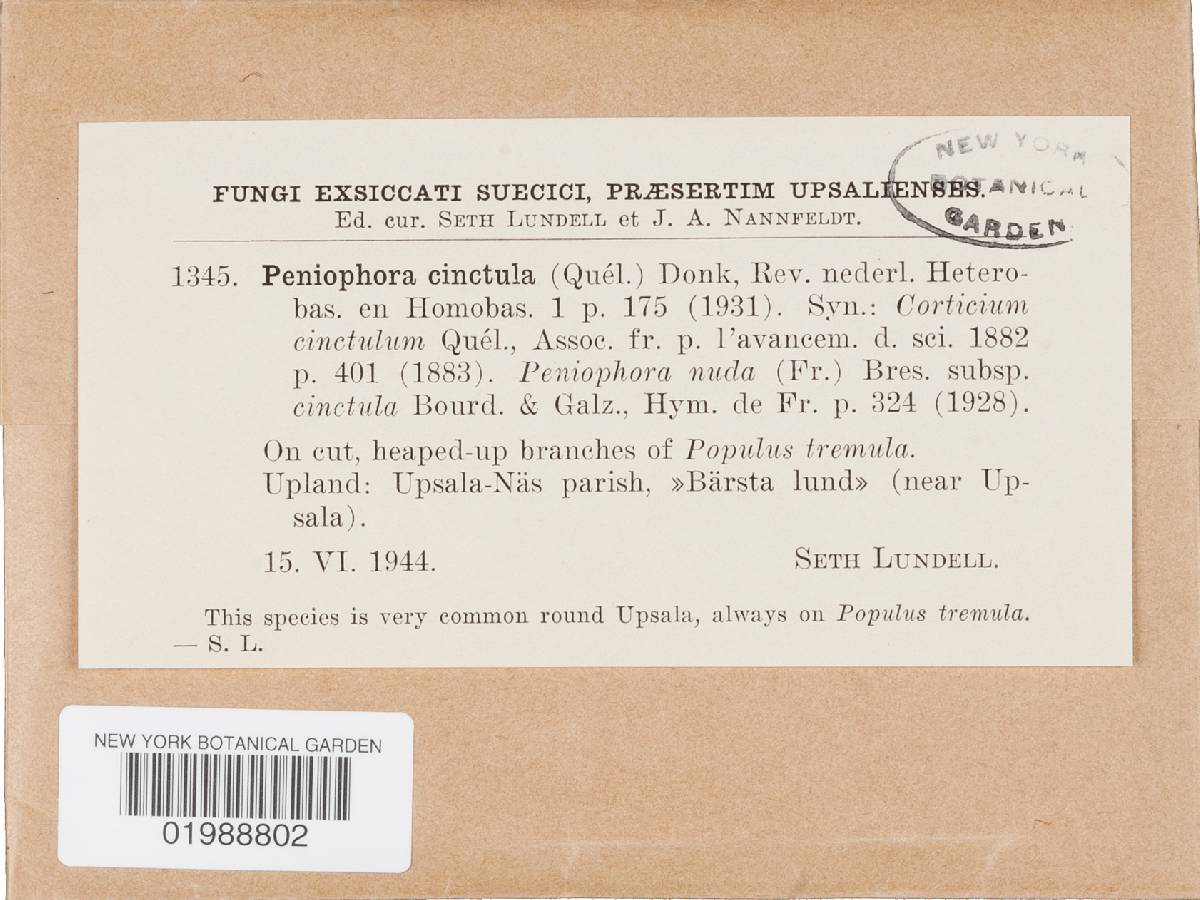 NEW YORK
BOTANICAL
GARDEN
FUNGI EXSICCATI SUECICI, PRÆSERTIM UPSALIENSES.
Ed. cur. SETH LUNDELL et J. A. NANNFELDT.
1345. Peniophora cinctula (Quél.) Donk, Rev. nederl. Hetero-
bas. en Homobas. 1 p. 175 (1931). Syn.: Corticium
cinctulum Quél., Assoc. fr. p. l'avancem. d. sci. 1882
p. 401 (1883). Peniophora nuda (Fr.) Bres. subsp.
cinctula Bourd. & Galz., Hym. de Fr. p. 324 (1928).
On cut, heaped-up branches of Populus tremula.
Upland: Upsala-Näs parish, »Bärsta lund» (near Up-
sala).
15. VI. 1944. SETH LUNDELL.
This species is very common round Upsala, always on Populus tremula.
— S. L.
NEW YORK BOTANICAL GARDEN
01988802